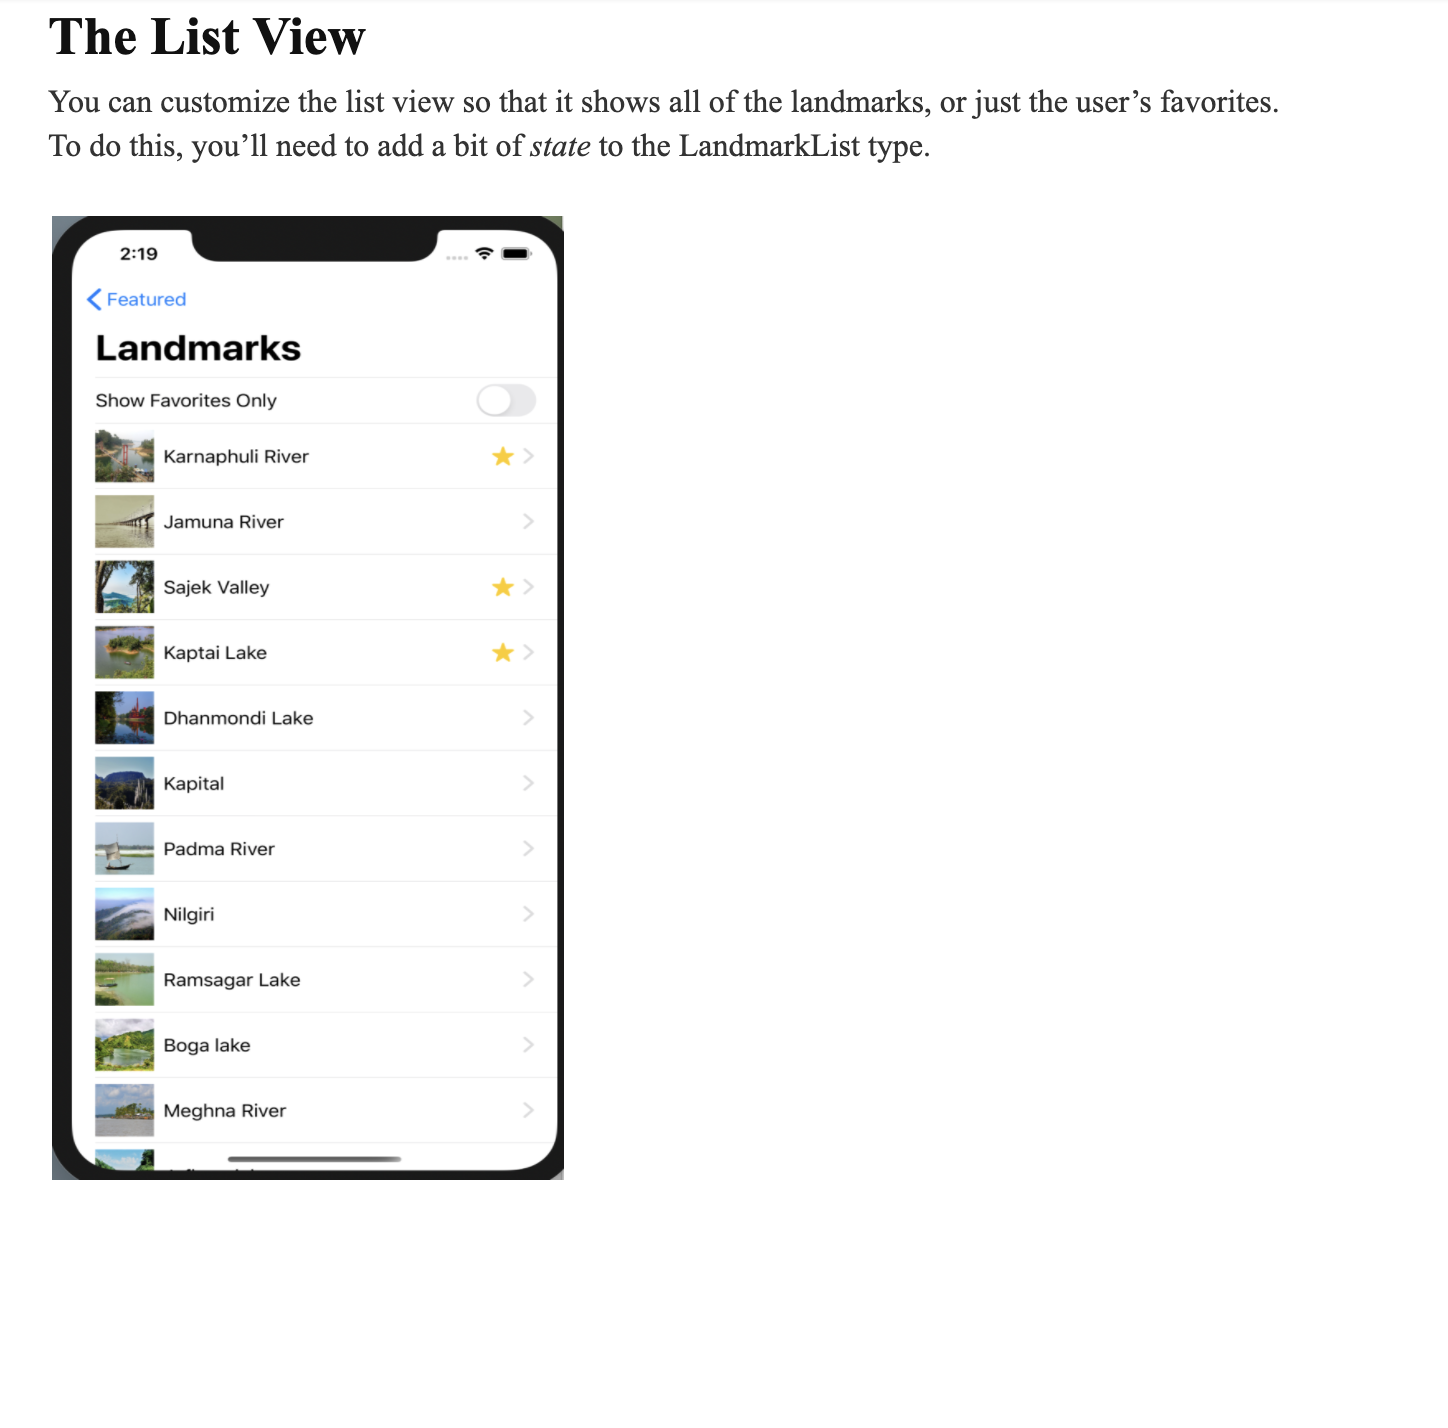 The List View
You can customize the list view so that it shows all of the landmarks, or just the user’s favorites.
To do this, you’ll need to add a bit of state to the LandmarkList type.
2:19
Featured
Landmarks
Show Favorites Only
Karnaphuli River
Jamuna River
Sajek Valley
Kaptai Lake
Dhanmondi Lake
Kapital
Padma River
Nilgiri
Ramsagar Lake
Boga lake
Meghna River